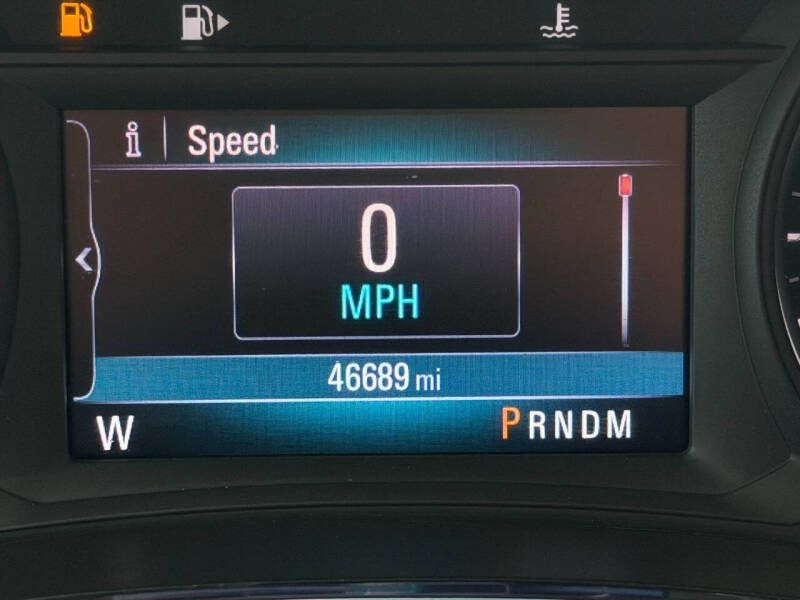 i Speed
0
MPH
46689 mi
W PRNDM